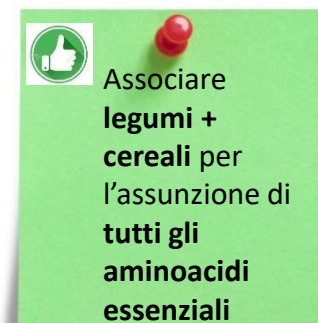 Associare
legumi +
cereali per
l’assunzione di
tutti gli
aminoacidi
essenziali